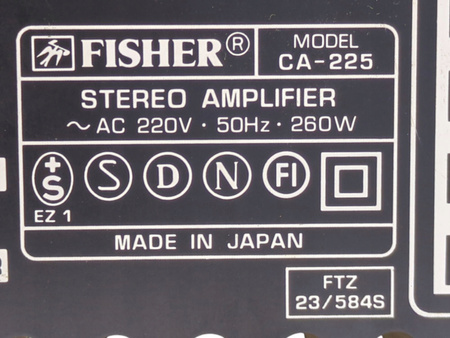 FISHER®
MODEL
CA-225
STEREO AMPLIFIER
~ AC 220V · 50Hz · 260W
+S S D N FI
EZ 1
MADE IN JAPAN
FTZ
23/584S